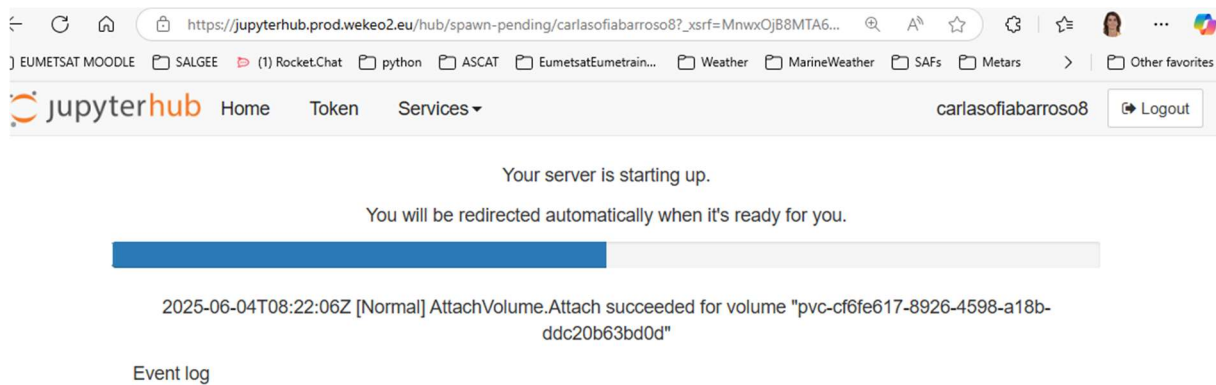 https://jupyterhub.prod.wekeo2.eu/hub/spawn-pending/carlasofiabarroso8?_xsrf=MnwxOjB8MTA6...
EUMETSAT MOODLE SALGEE (1) Rocket.Chat python ASCAT EumetsatEumetrain... Weather MarineWeather SAFs Metars Other favorites
jupyterhub Home Token Services carlasofiabarroso8 Logout
Your server is starting up.
You will be redirected automatically when it's ready for you.
2025-06-04T08:22:06Z [Normal] AttachVolume.Attach succeeded for volume "pvc-cf6fe617-8926-4598-a18b-
ddc20b63bd0d"
Event log